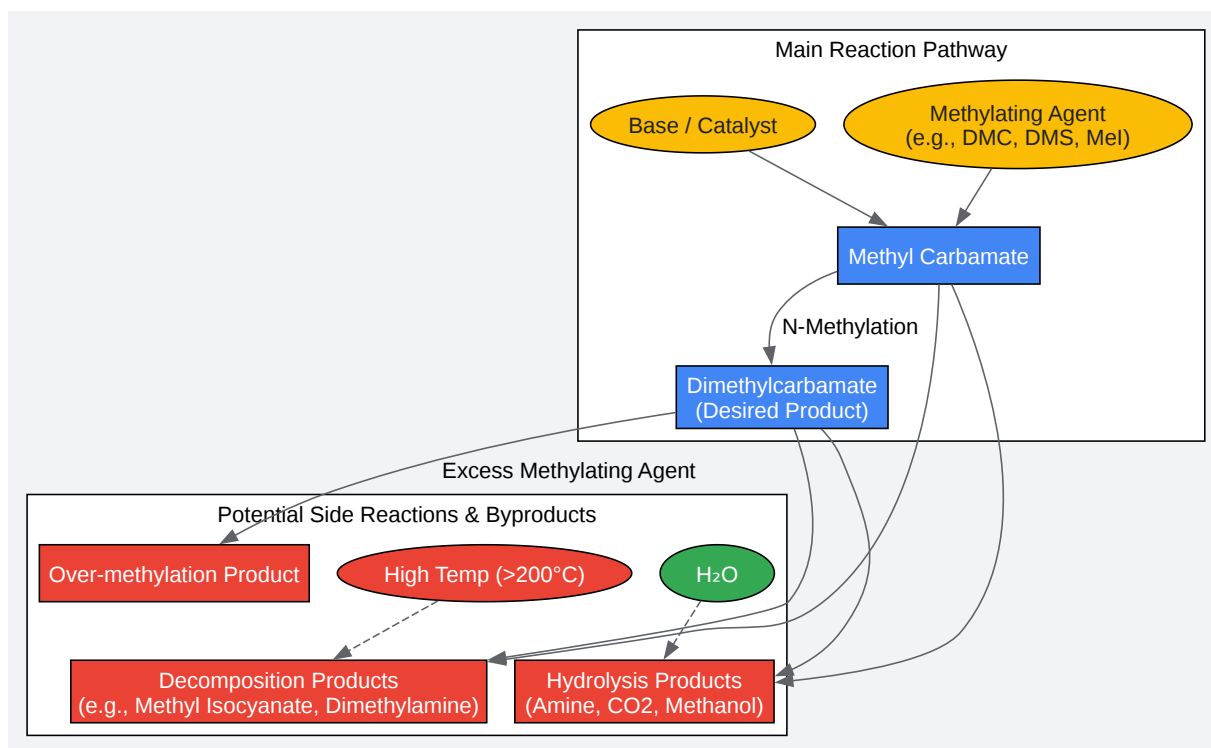 Main Reaction Pathway
Base / Catalyst
Methylating Agent
(e.g., DMC, DMS, MeI)
Methyl Carbamate
N-Methylation
Dimethylcarbamate
(Desired Product)
Excess Methylating Agent
Potential Side Reactions & Byproducts
Over-methylation Product
High Temp (>200°C)
H₂O
Decomposition Products
(e.g., Methyl Isocyanate, Dimethylamine)
Hydrolysis Products
(Amine, CO2, Methanol)